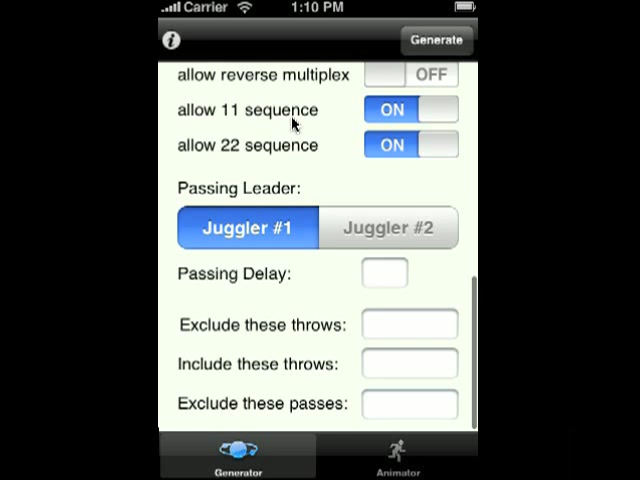 Carrier 1:10 PM
Generate
allow reverse multiplex OFF
allow 11 sequence ON
allow 22 sequence ON
Passing Leader:
Juggler #1 Juggler #2
Passing Delay:
Exclude these throws:
Include these throws:
Exclude these passes:
Generator Animator